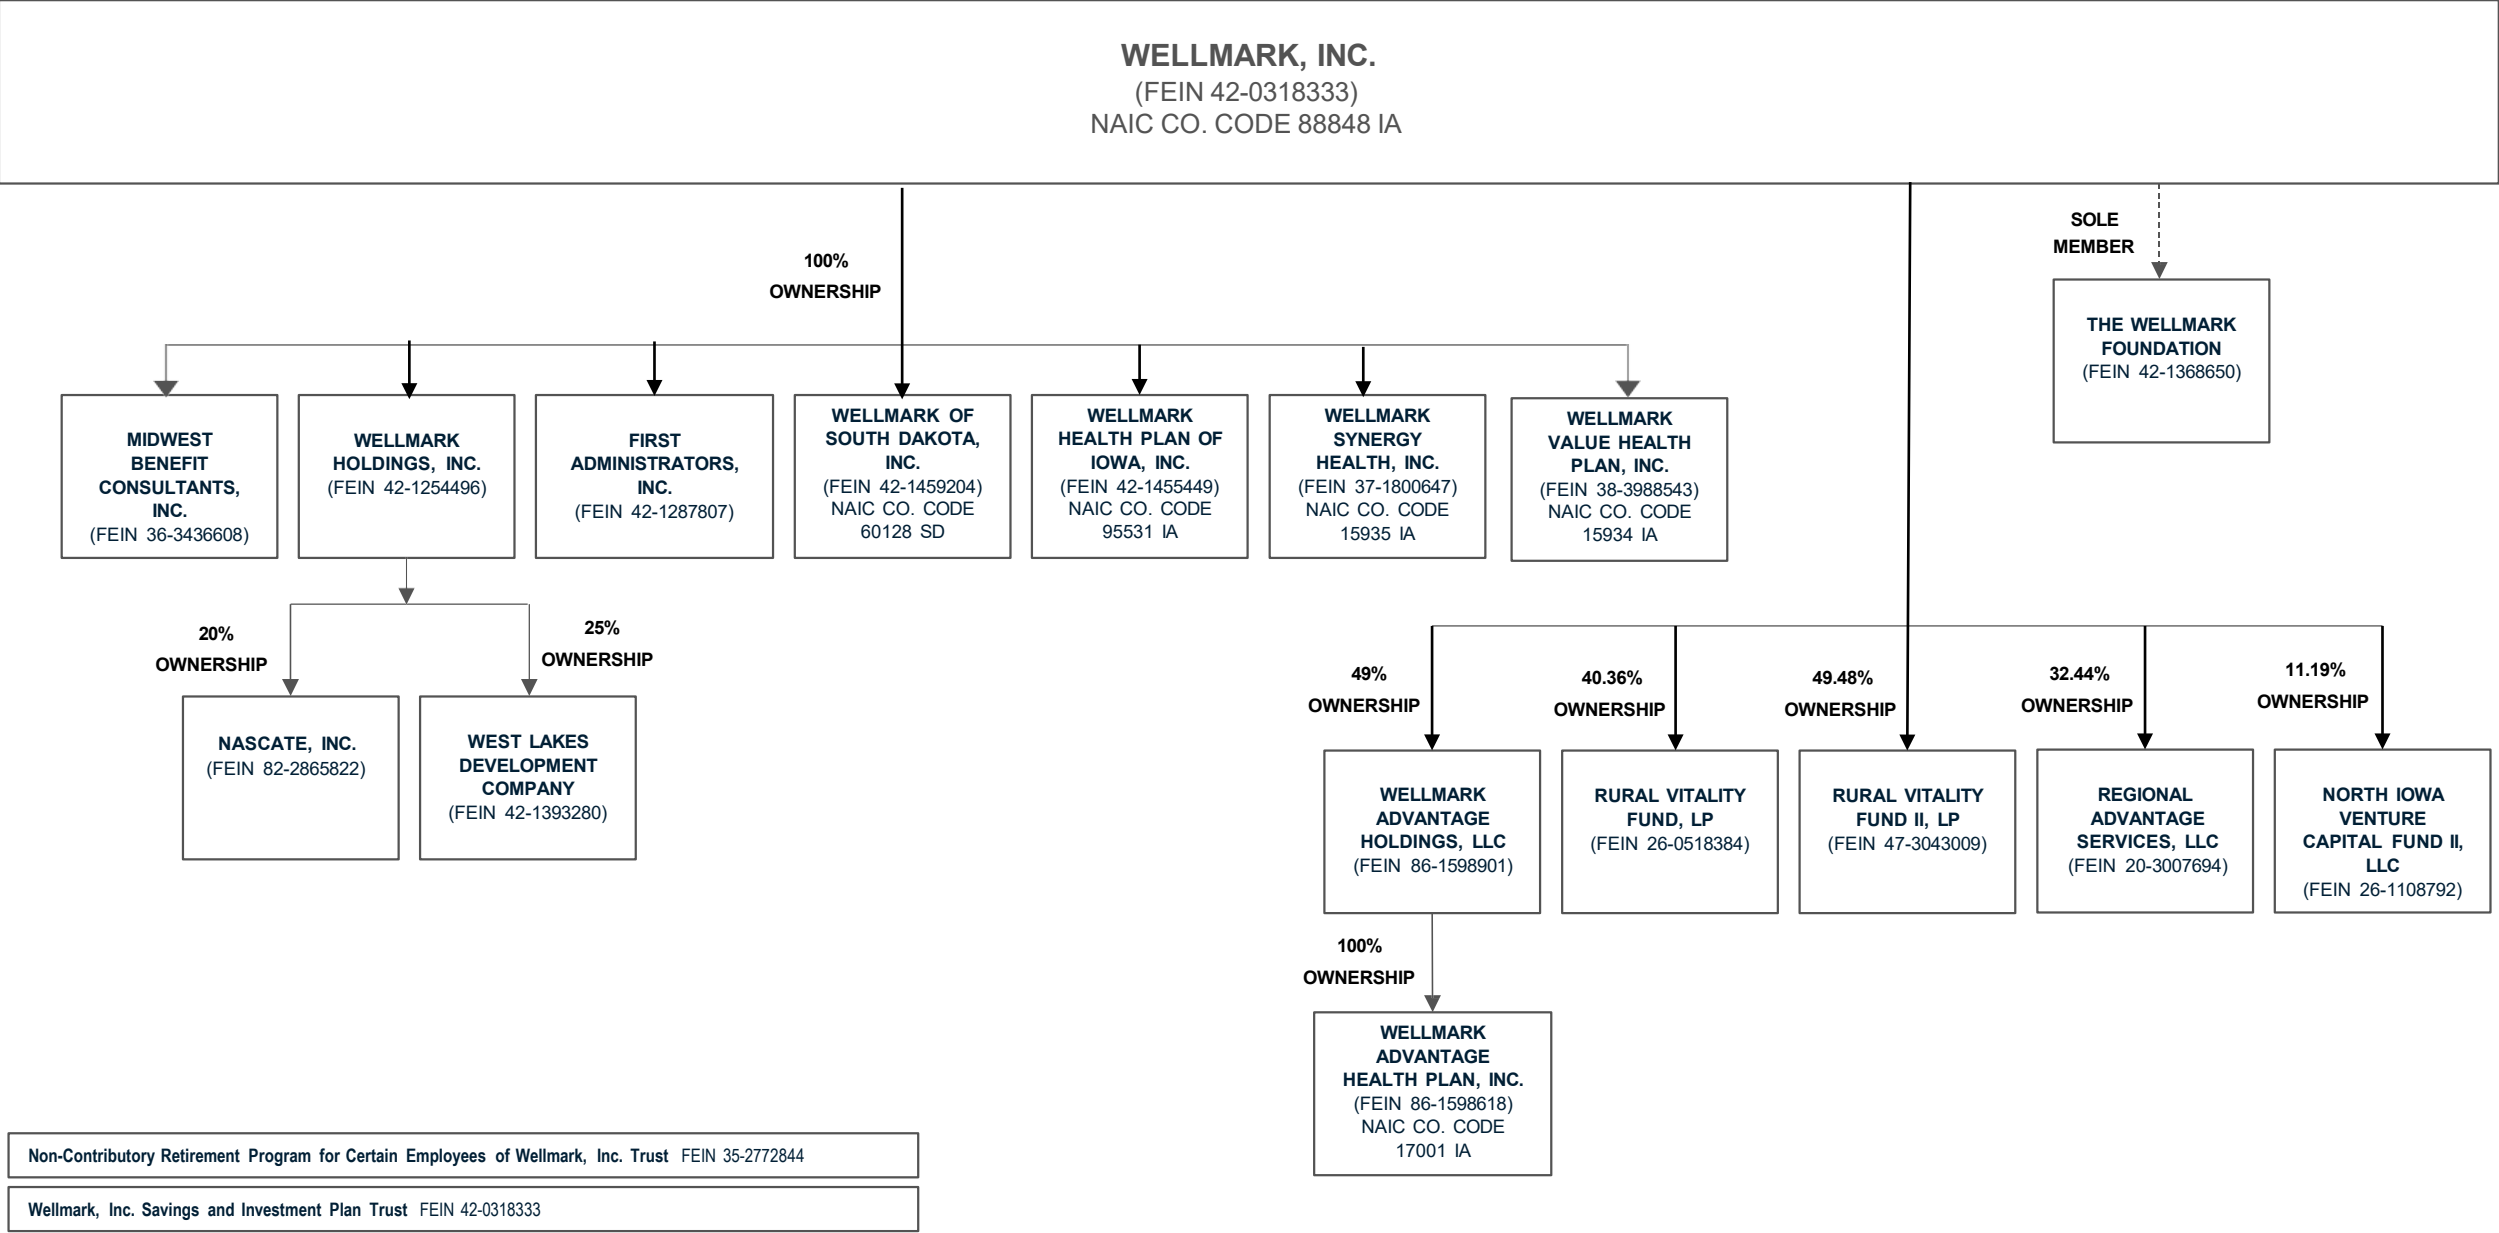 WELLMARK, INC.
(FEIN 42-0318333)
NAIC CO. CODE 88848 IA
100%
OWNERSHIP
SOLE
MEMBER
THE WELLMARK
FOUNDATION
(FEIN 42-1368650)
MIDWEST
BENEFIT
CONSULTANTS,
INC.
(FEIN 36-3436608)
WELLMARK
HOLDINGS, INC.
(FEIN 42-1254496)
FIRST
ADMINISTRATORS,
INC.
(FEIN 42-1287807)
WELLMARK OF
SOUTH DAKOTA,
INC.
(FEIN 42-1459204)
NAIC CO. CODE
60128 SD
WELLMARK
HEALTH PLAN OF
IOWA, INC.
(FEIN 42-1455449)
NAIC CO. CODE
95531 IA
WELLMARK
SYNERGY
HEALTH, INC.
(FEIN 37-1800647)
NAIC CO. CODE
15935 IA
WELLMARK
VALUE HEALTH
PLAN, INC.
(FEIN 38-3988543)
NAIC CO. CODE
15934 IA
20%
OWNERSHIP
25%
OWNERSHIP
NASCATE, INC.
(FEIN 82-2865822)
WEST LAKES
DEVELOPMENT
COMPANY
(FEIN 42-1393280)
49%
OWNERSHIP
40.36%
OWNERSHIP
49.48%
OWNERSHIP
32.44%
OWNERSHIP
11.19%
OWNERSHIP
WELLMARK
ADVANTAGE
HOLDINGS, LLC
(FEIN 86-1598901)
RURAL VITALITY
FUND, LP
(FEIN 26-0518384)
RURAL VITALITY
FUND II, LP
(FEIN 47-3043009)
REGIONAL
ADVANTAGE
SERVICES, LLC
(FEIN 20-3007694)
NORTH IOWA
VENTURE
CAPITAL FUND II,
LLC
(FEIN 26-1108792)
100%
OWNERSHIP
WELLMARK
ADVANTAGE
HEALTH PLAN, INC.
(FEIN 86-1598618)
NAIC CO. CODE
17001 IA
Non-Contributory Retirement Program for Certain Employees of Wellmark, Inc. Trust FEIN 35-2772844
Wellmark, Inc. Savings and Investment Plan Trust FEIN 42-0318333